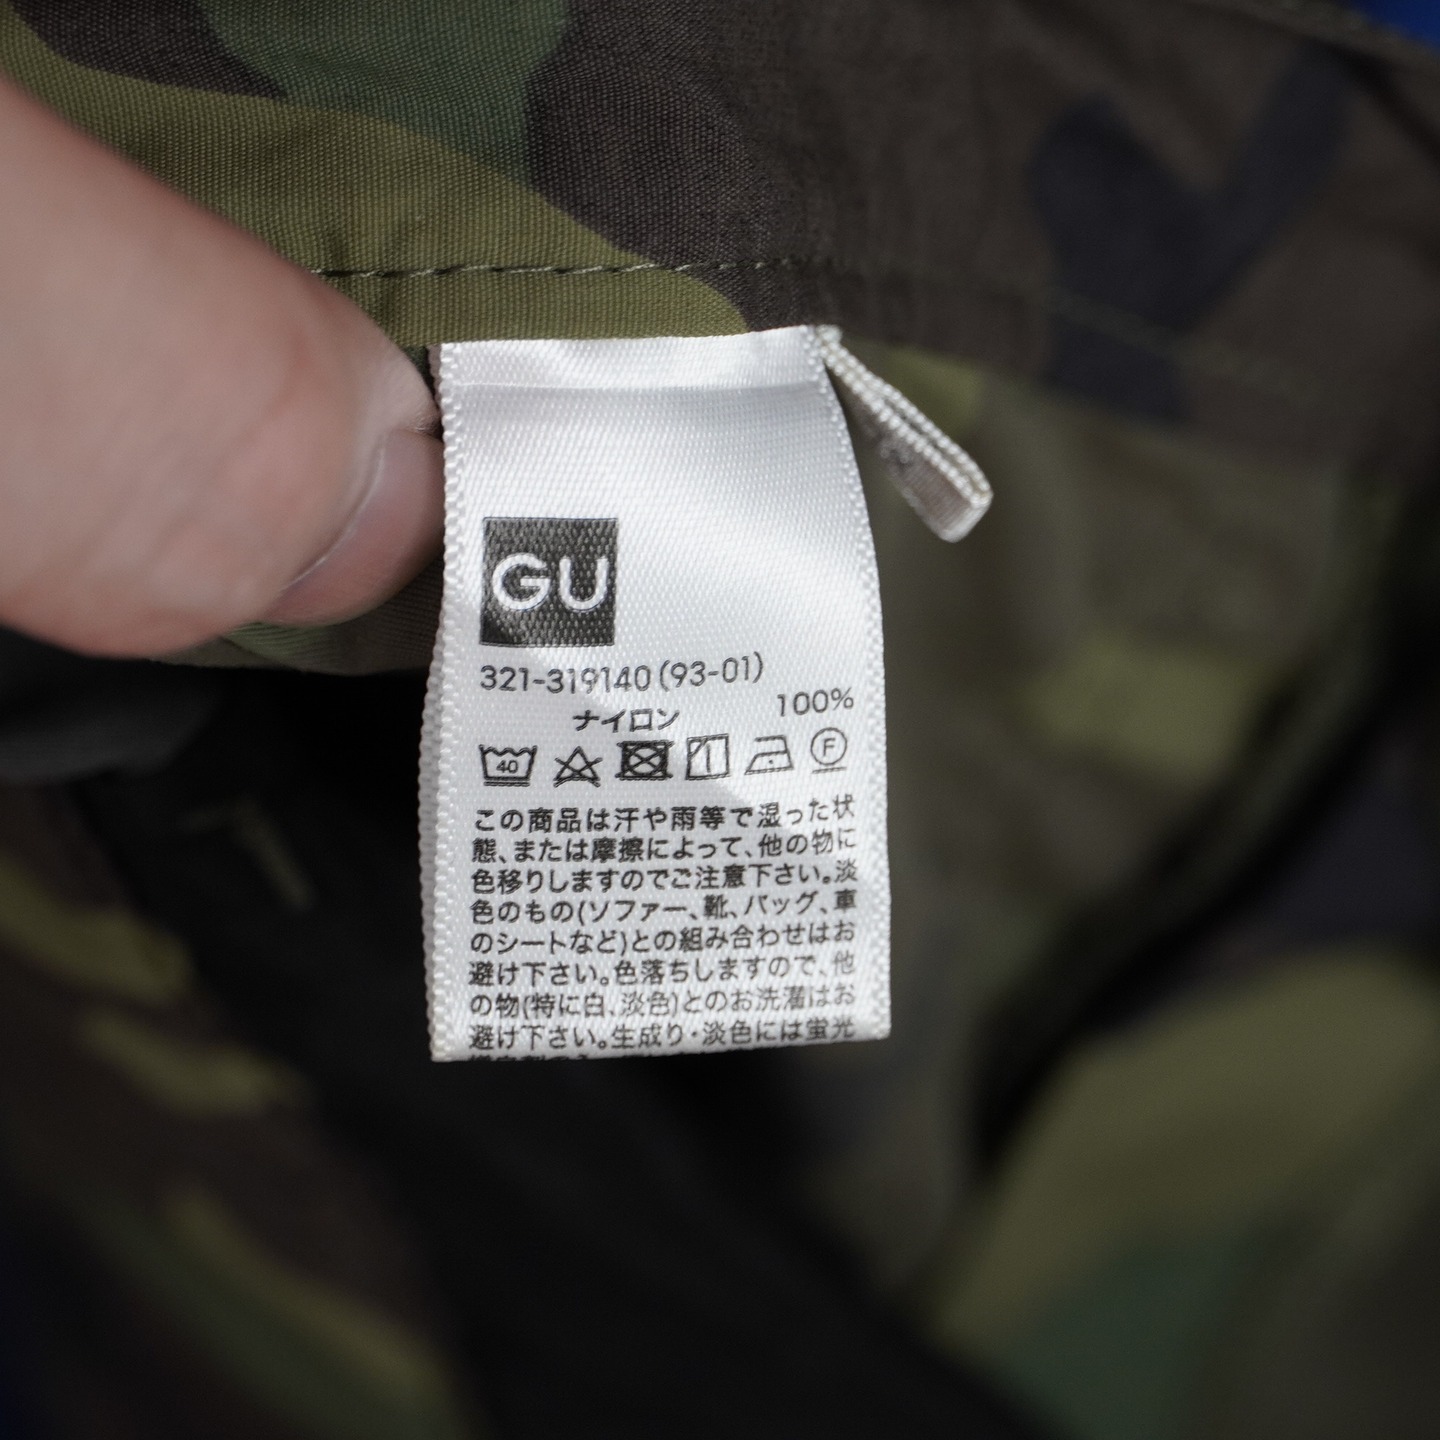 GU
321-319140(93-01)
ナイロン 100%
40
F
この商品は汗や雨等で湿った状
態、または摩擦によって、他の物に
色移りしますのでご注意下さい。淡
色のもの(ソファー、靴、バッグ、車
のシートなど)との組み合わせはお
避け下さい。色落ちしますので、他
の物(特に白、淡色)とのお洗濯はお
避け下さい。生成り・淡色には蛍光